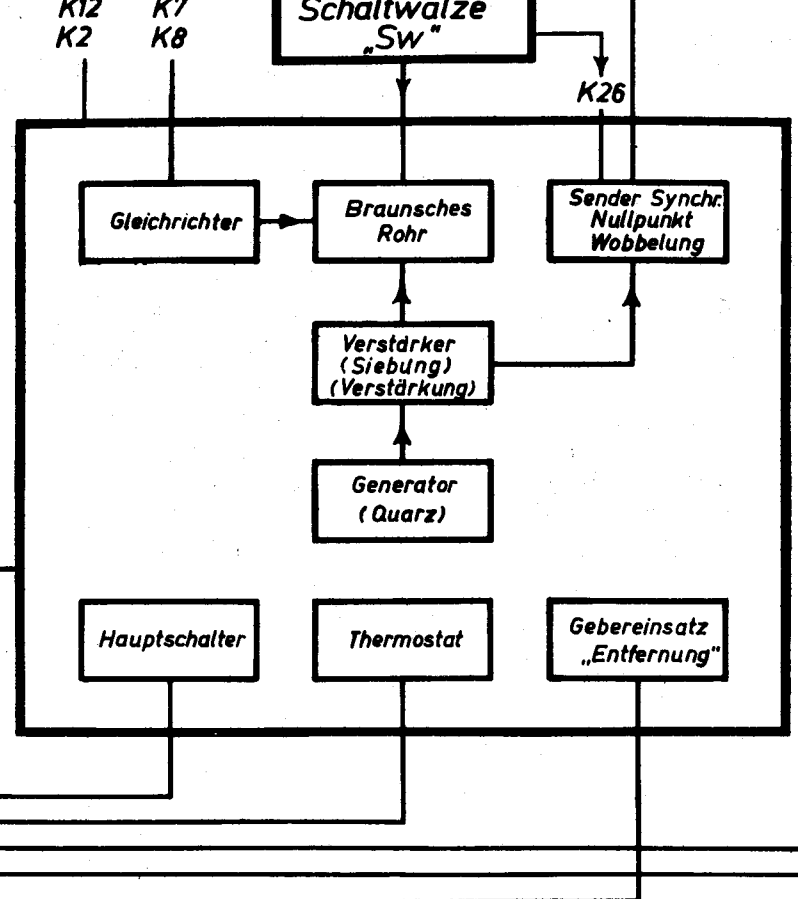 K12 K7
K2 K8
Schaltwalze
„Sw“
K26
Gleichrichter
Braunsches
Rohr
Sender Synchr.
Nullpunkt
Wobbelung
Verstärker
(Siebung)
(Verstärkung)
Generator
(Quarz)
Hauptschalter
Thermostat
Gebereinsatz
„Entfernung“